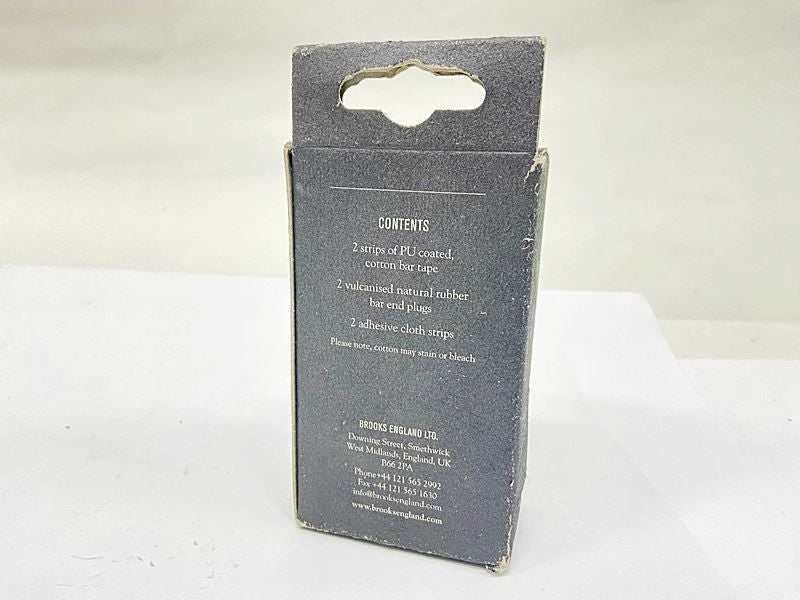 CONTENTS
2 strips of PU coated,
cotton bar tape
2 vulcanised natural rubber
bar end plugs
2 adhesive cloth strips
Please note, cotton may stain or bleach
BROOKS ENGLAND LTD.
Downing Street, Smethwick
West Midlands, England, UK
B66 2PA
Phone+44 121 565 2992
Fax +44 121 565 1630
info@brooksengland.com
www.brooksengland.com